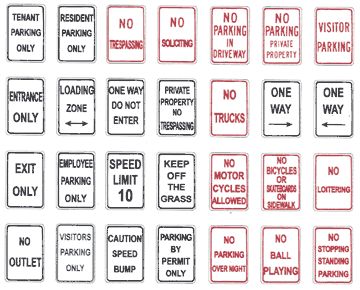 TENANT
PARKING
ONLY
RESIDENT
PARKING
ONLY
NO
TRESPASSING
NO
SOLICITING
NO
PARKING
IN
DRIVEWAY
NO
PARKING
PRIVATE
PROPERTY
VISITOR
PARKING
ENTRANCE
ONLY
LOADING
ZONE
ONE WAY
DO NOT
ENTER
PRIVATE
PROPERTY
NO
TRESPASSING
NO
TRUCKS
ONE
WAY
ONE
WAY
EXIT
ONLY
EMPLOYEE
PARKING
ONLY
SPEED
LIMIT
10
KEEP
OFF
THE
GRASS
NO
MOTOR
CYCLES
ALLOWED
NO
BICYCLES
OR
SKATEBOARDS
ON
SIDEWALK
NO
LOITERING
NO
OUTLET
VISITORS
PARKING
ONLY
CAUTION
SPEED
BUMP
PARKING
BY
PERMIT
ONLY
NO
PARKING
OVER NIGHT
NO
BALL
PLAYING
NO
STOPPING
STANDING
PARKING